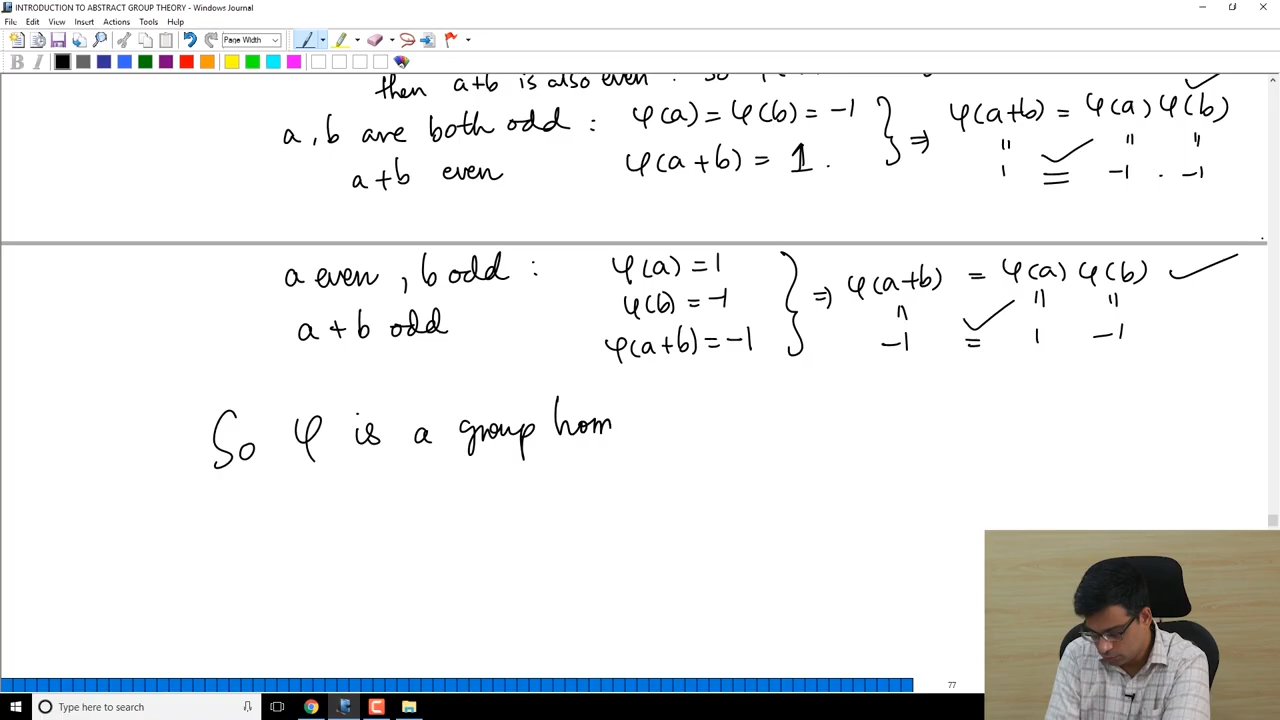 INTRODUCTION TO ABSTRACT GROUP THEORY - Windows Journal
File Edit View Insert Actions Tools Help
Page Width
B I
then a+b is also even. So
a, b are both odd : φ(a) = φ(b) = -1 } ⇒ φ(a+b) = φ(a) φ(b)
a+b even φ(a+b) = 1. " " "
1 = -1 . -1
a even, b odd : φ(a) = 1 } ⇒ φ(a+b) = φ(a) φ(b) ✓
φ(b) = -1 " " "
a + b odd φ(a+b) = -1 -1 = 1 -1
So φ is a group hom
77
Type here to search